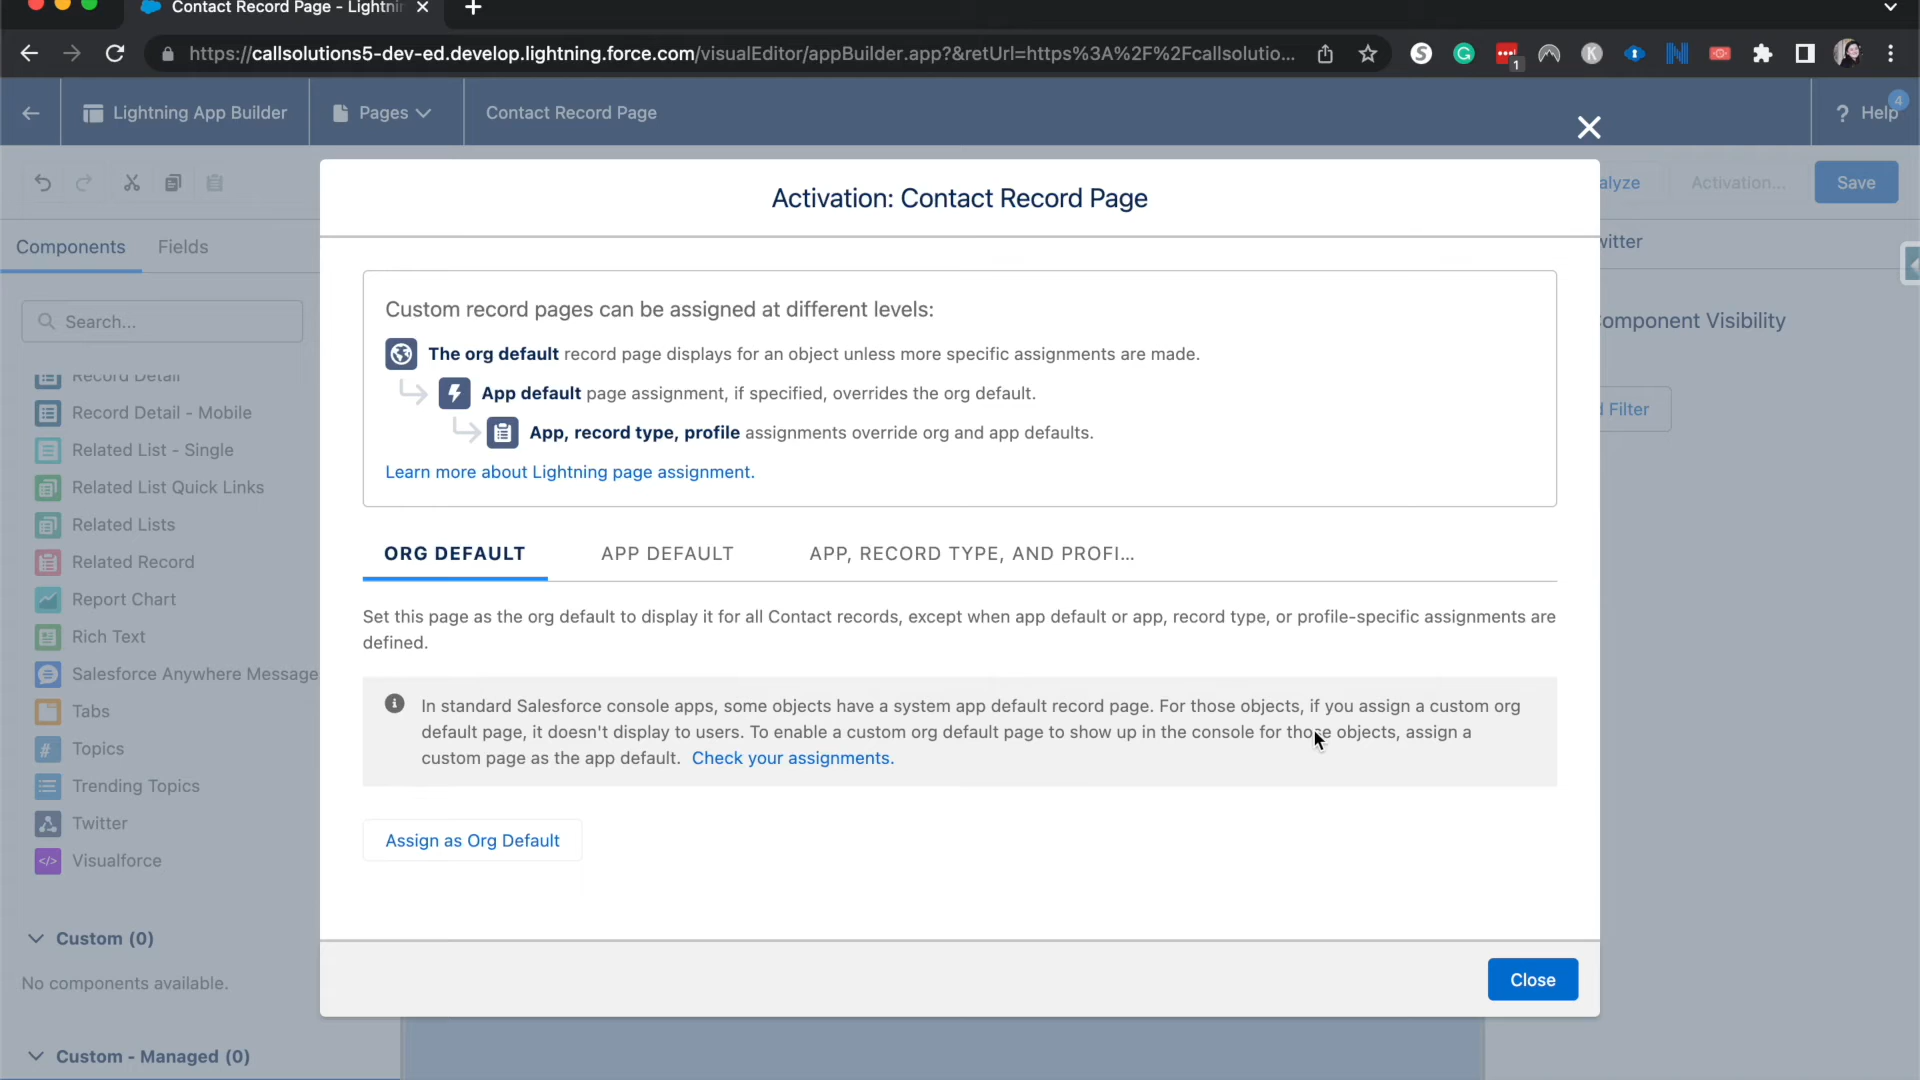 Contact Record Page - Lightni
https://callsolutions5-dev-ed.develop.lightning.force.com/visualEditor/appBuilder.app?&retUrl=https%3A%2F%2Fcallsolutio...
1
Lightning App Builder
Pages
Contact Record Page
? Help
4
alyze
Activation...
Save
Components
Fields
Search...
Record Detail
Record Detail - Mobile
Related List - Single
Related List Quick Links
Related Lists
Related Record
Report Chart
Rich Text
Salesforce Anywhere Message
Tabs
Topics
Trending Topics
Twitter
Visualforce
Custom (0)
No components available.
Custom - Managed (0)
Activation: Contact Record Page
Custom record pages can be assigned at different levels:
The org default record page displays for an object unless more specific assignments are made.
App default page assignment, if specified, overrides the org default.
App, record type, profile assignments override org and app defaults.
Learn more about Lightning page assignment.
ORG DEFAULT
APP DEFAULT
APP, RECORD TYPE, AND PROFI...
Set this page as the org default to display it for all Contact records, except when app default or app, record type, or profile-specific assignments are
defined.
In standard Salesforce console apps, some objects have a system app default record page. For those objects, if you assign a custom org
default page, it doesn't display to users. To enable a custom org default page to show up in the console for those objects, assign a
custom page as the app default. Check your assignments.
Assign as Org Default
Close
witter
omponent Visibility
d Filter